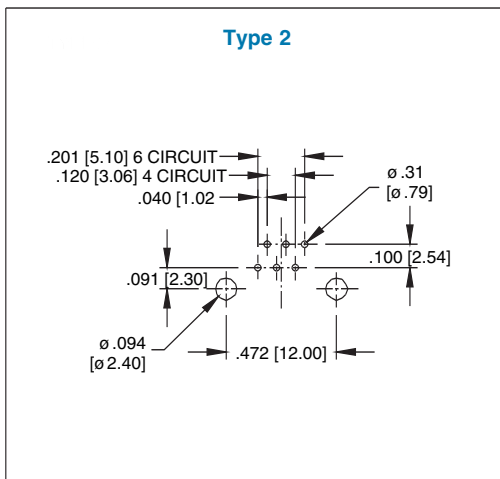 Type 2
.201 [5.10] 6 CIRCUIT
.120 [3.06] 4 CIRCUIT
.040 [1.02
ø .31
[ø .79]
.100 [2.54]
.091 [2.30]
ø .094
[ø 2.40]
.472 [12.00]